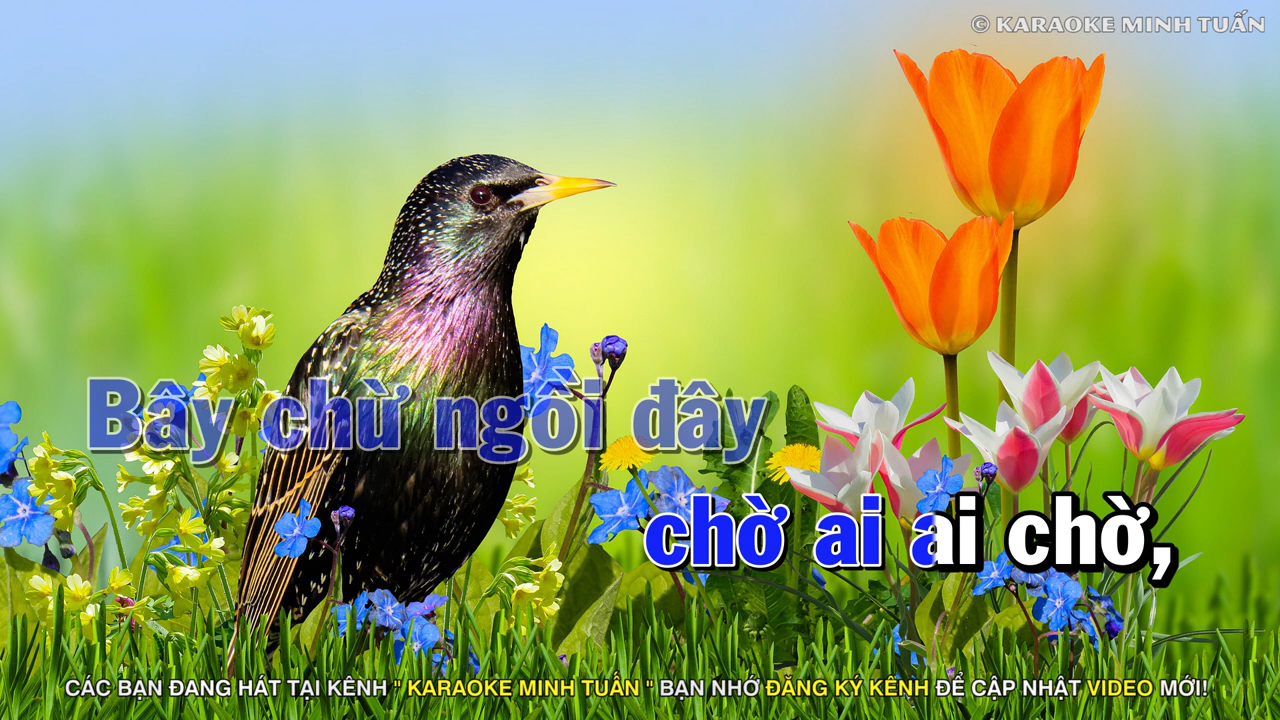 © KARAOKE MINH TUẤN
Bây chừ ngồi đây
chờ ai ai chờ,
CÁC BẠN ĐANG HÁT TẠI KÊNH " KARAOKE MINH TUẤN " BẠN NHỚ ĐĂNG KÝ KÊNH ĐỂ CẬP NHẬT VIDEO MỚI!